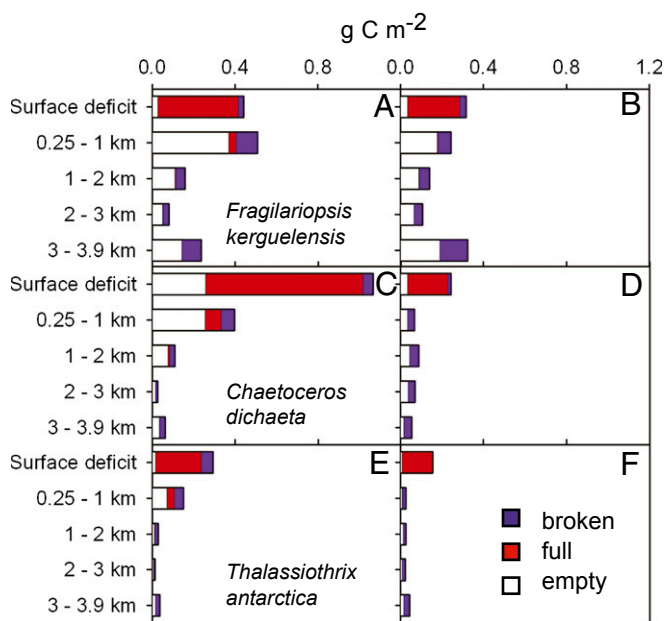 g C m-2
0.0 0.4 0.8 0.0 0.4 0.8 1.2
Surface deficit A B
0.25 - 1 km
1 - 2 km
2 - 3 km Fragilariopsis
kerguelensis
3 - 3.9 km
Surface deficit C D
0.25 - 1 km
1 - 2 km
2 - 3 km Chaetoceros
dichaeta
3 - 3.9 km
Surface deficit E F
0.25 - 1 km
broken
1 - 2 km
full
2 - 3 km Thalassiothrix
empty
antarctica
3 - 3.9 km